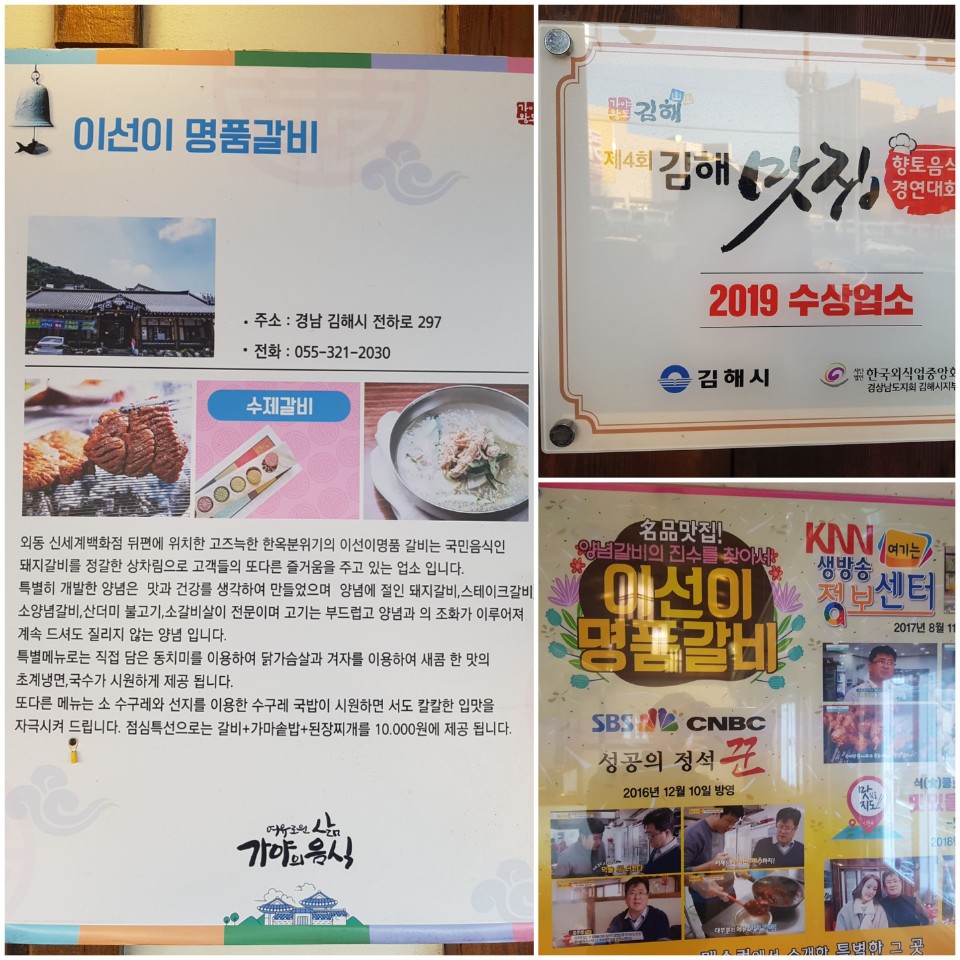 이선이 명품갈비
• 주소 : 경남 김해시 전하로 297
• 전화 : 055-321-2030
수제갈비
외동 신세계백화점 뒤편에 위치한 고즈늑한 한옥분위기의 이선이명품 갈비는 국민음식인
돼지갈비를 정갈한 상차림으로 고객들의 또다른 즐거움을 주고 있는 업소 입니다.
특별히 개발한 양념은 맛과 건강를 생각하여 만들었으며 양념에 절인 돼지갈비,스테이크갈비
소양념갈비,산더미 불고기,소갈비살이 전문이며 고기는 부드럽고 양념과 의 조화가 이루어져
계속 드셔도 질리지 않는 양념 입니다.
특별메뉴로는 직접 담은 동치미를 이용하여 닭가슴살과 겨자를 이용하여 새콤 한 맛의
초계냉면,국수가 시원하게 제공 됩니다.
또다른 메뉴는 소 수구레와 선지를 이용한 수구레 국밥이 시원하면 서도 칼칼한 입맛을
자극시켜 드립니다. 점심특선으로는 갈비+가마솥밥+된장찌개를 10.000원에 제공 됩니다.
여유로운 삶
가야의 음식
가야
왕도 김해
제4회 김해 맛집 향토음식
경연대회
2019 수상업소
김해시
사단
법인 한국외식업중앙회
경상남도지회 김해시지부
名品맛집!
양념갈비의 진수를 찾아서
이선이
명품갈비
SBS CNBC
성공의 정석 꾼
2016년 12월 10일 방영
KNN
생방송 여기는
정보센터
2017년 8월 11
맛있는
지도